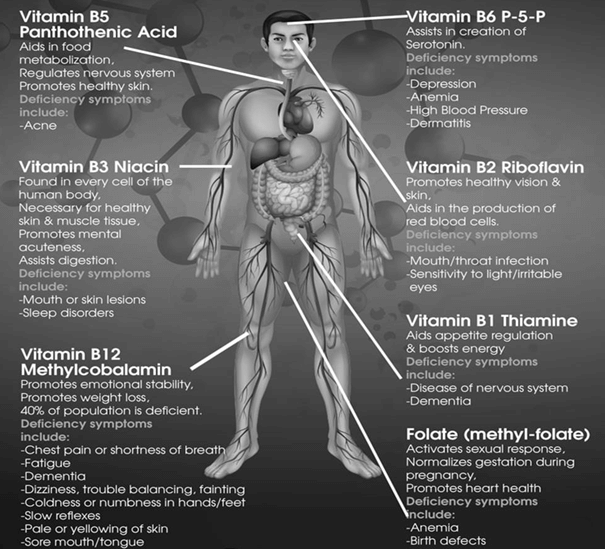 Vitamin B5
Panthothenic Acid
Aids in food
metabolization,
Regulates nervous system
Promotes healthy skin.
Deficiency symptoms
include:
-Acne
Vitamin B3 Niacin
Found in every cell of the
human body,
Necessary for healthy
skin & muscle tissue,
Promotes mental
acuteness,
Assists digestion.
Deficiency symptoms
include:
-Mouth or skin lesions
-Sleep disorders
Vitamin B12
Methylcobalamin
Promotes emotional stability,
Promotes weight loss,
40% of population is deficient.
Deficiency symptoms
include:
-Chest pain or shortness of breath
-Fatigue
-Dementia
-Dizziness, trouble balancing, fainting
-Coldness or numbness in hands/feet
-Slow reflexes
-Pale or yellowing of skin
-Sore mouth/tongue
Vitamin B6 P-5-P
Assists in creation of
Serotonin.
Deficiency symptoms
include:
-Depression
-Anemia
-High Blood Pressure
-Dermatitis
Vitamin B2 Riboflavin
Promotes healthy vision &
skin,
Aids in the production of
red blood cells.
Deficiency symptoms
include:
-Mouth/throat infection
-Sensitivity to light/irritable
eyes
Vitamin B1 Thiamine
Aids appetite regulation
& boosts energy
Deficiency symptoms
include:
-Disease of nervous system
-Dementia
Folate (methyl-folate)
Activates sexual response,
Normalizes gestation during
pregnancy,
Promotes heart health
Deficiency symptoms
include:
-Anemia
-Birth defects